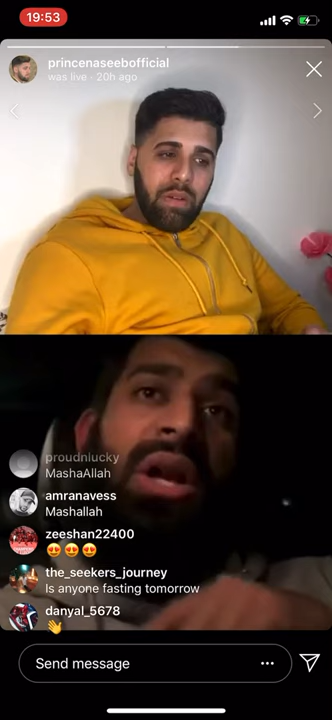 19:53
princenaseebofficial
was live · 20h ago
proudnlucky
MashaAllah
amranavess
Mashallah
zeeshan22400
😍😍😍
the_seekers_journey
Is anyone fasting tomorrow
danyal_5678
👋
Send message